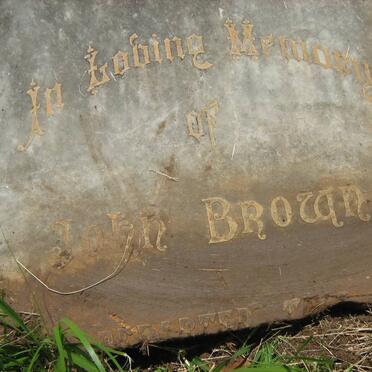 In Loving Memory
of
John Brown